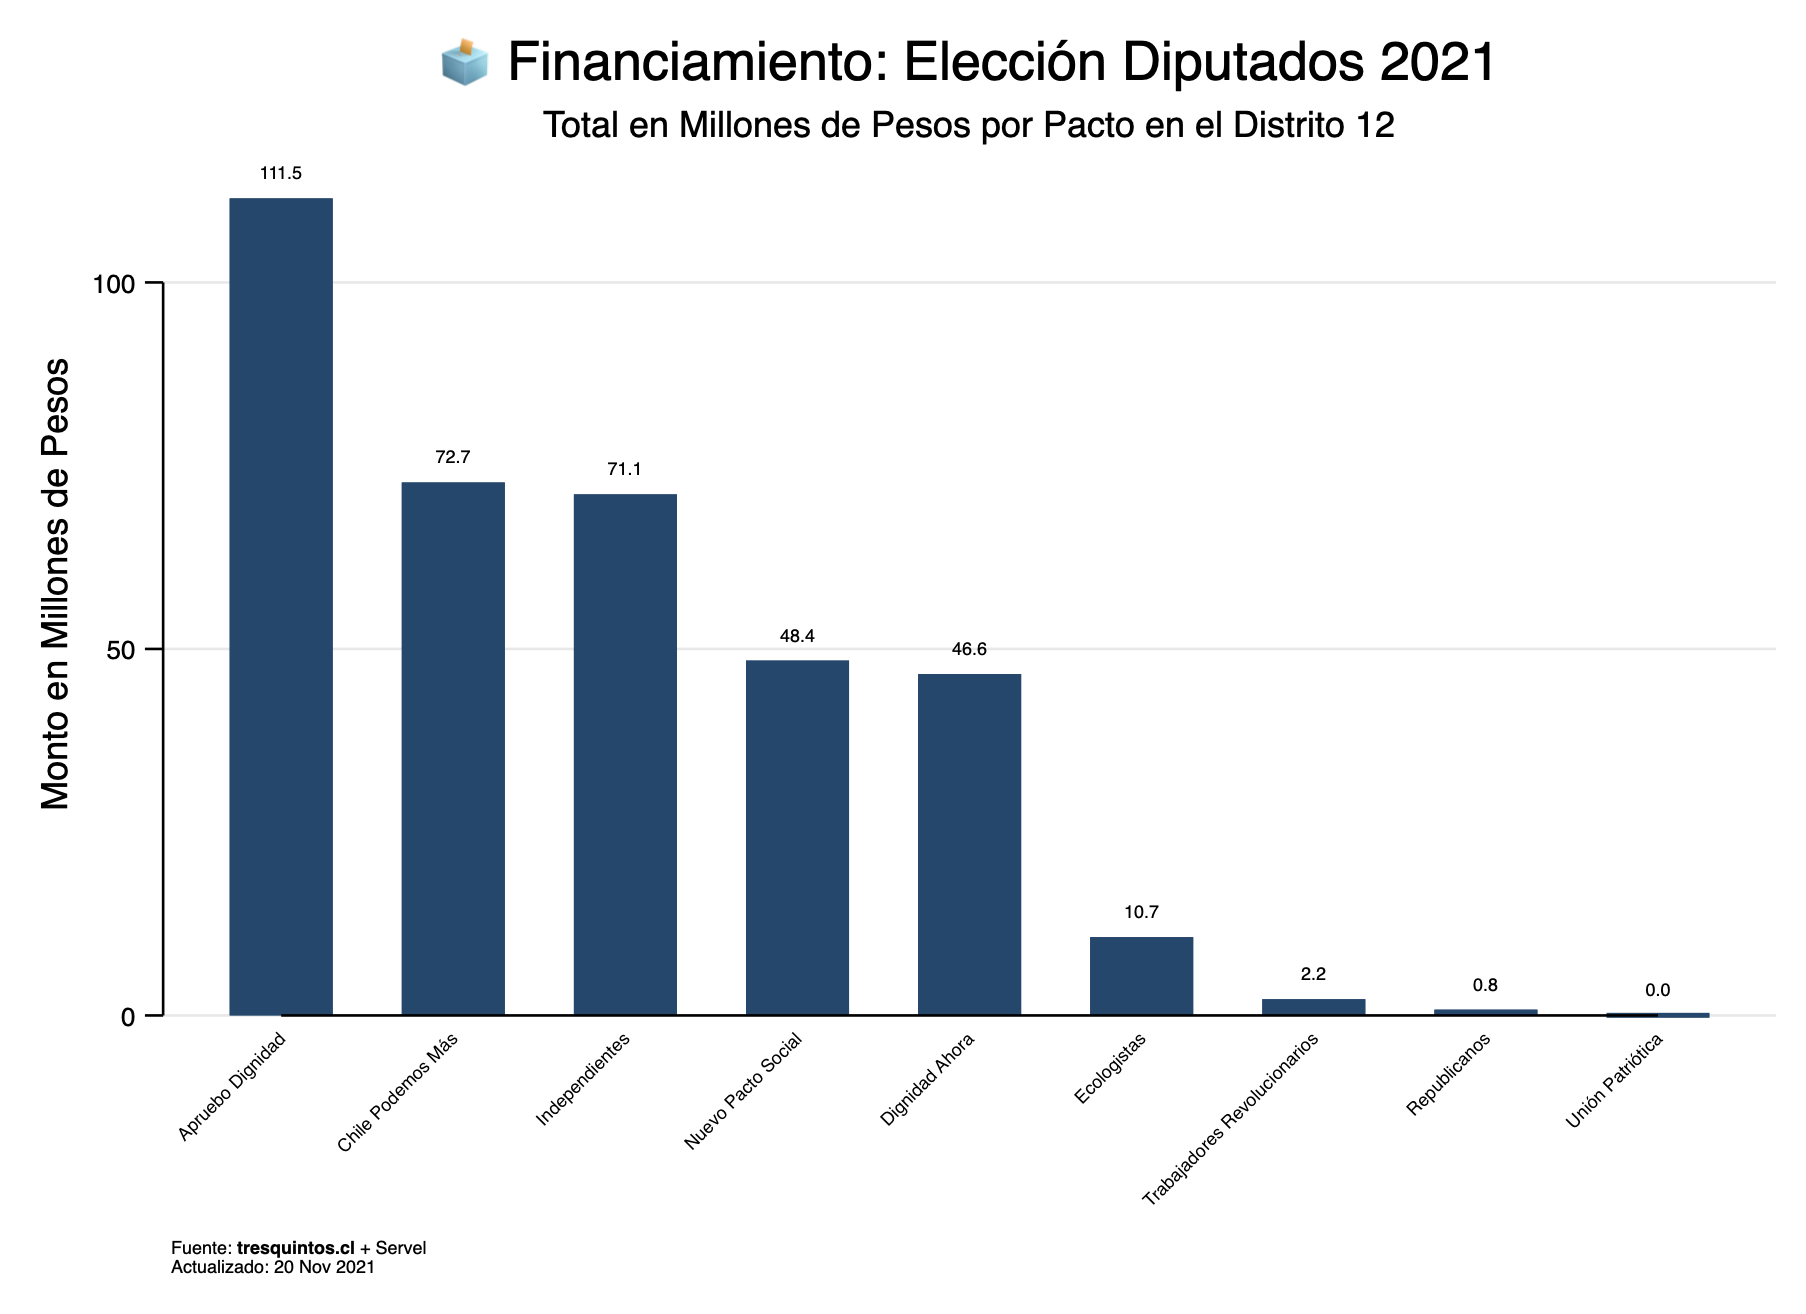 Financiamiento: Elección Diputados 2021
Total en Millones de Pesos por Pacto en el Distrito 12
Monto en Millones de Pesos
100
50
0
111.5
72.7
71.1
48.4
46.6
10.7
2.2
0.8
0.0
Apruebo Dignidad
Chile Podemos Más
Independientes
Nuevo Pacto Social
Dignidad Ahora
Ecologistas
Trabajadores Revolucionarios
Republicanos
Unión Patriótica
Fuente: tresquintos.cl + Servel
Actualizado: 20 Nov 2021